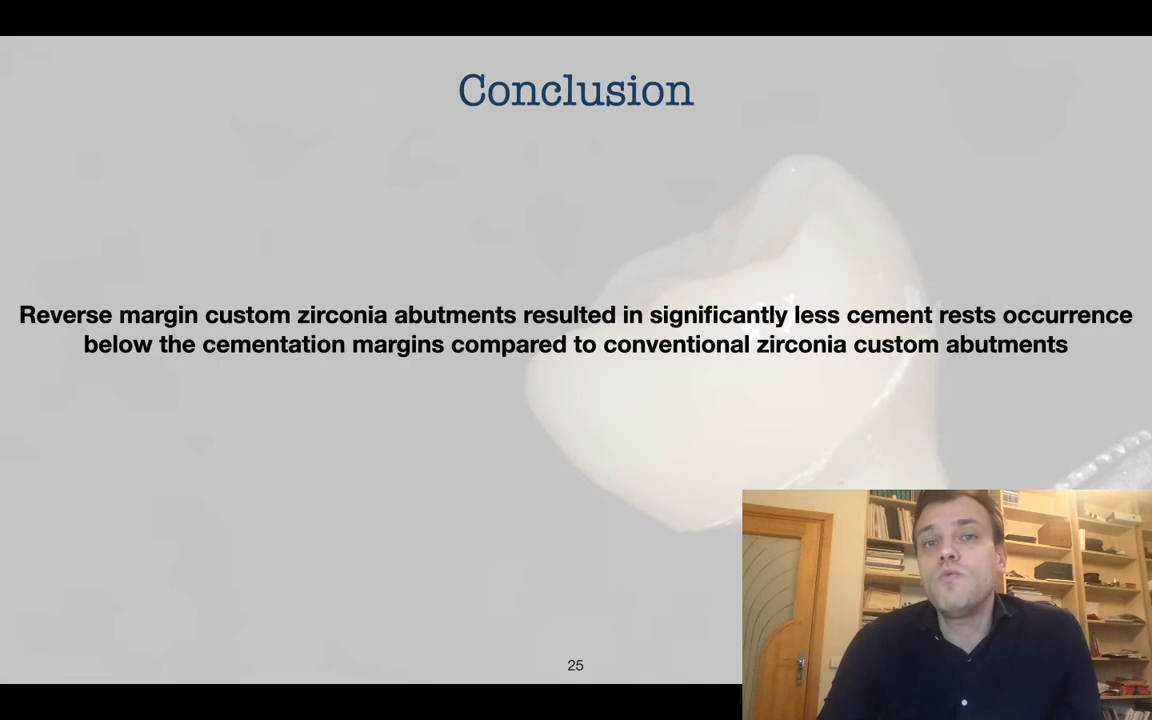 Conclusion
Reverse margin custom zirconia abutments resulted in significantly less cement rests occurrence
below the cementation margins compared to conventional zirconia custom abutments
25